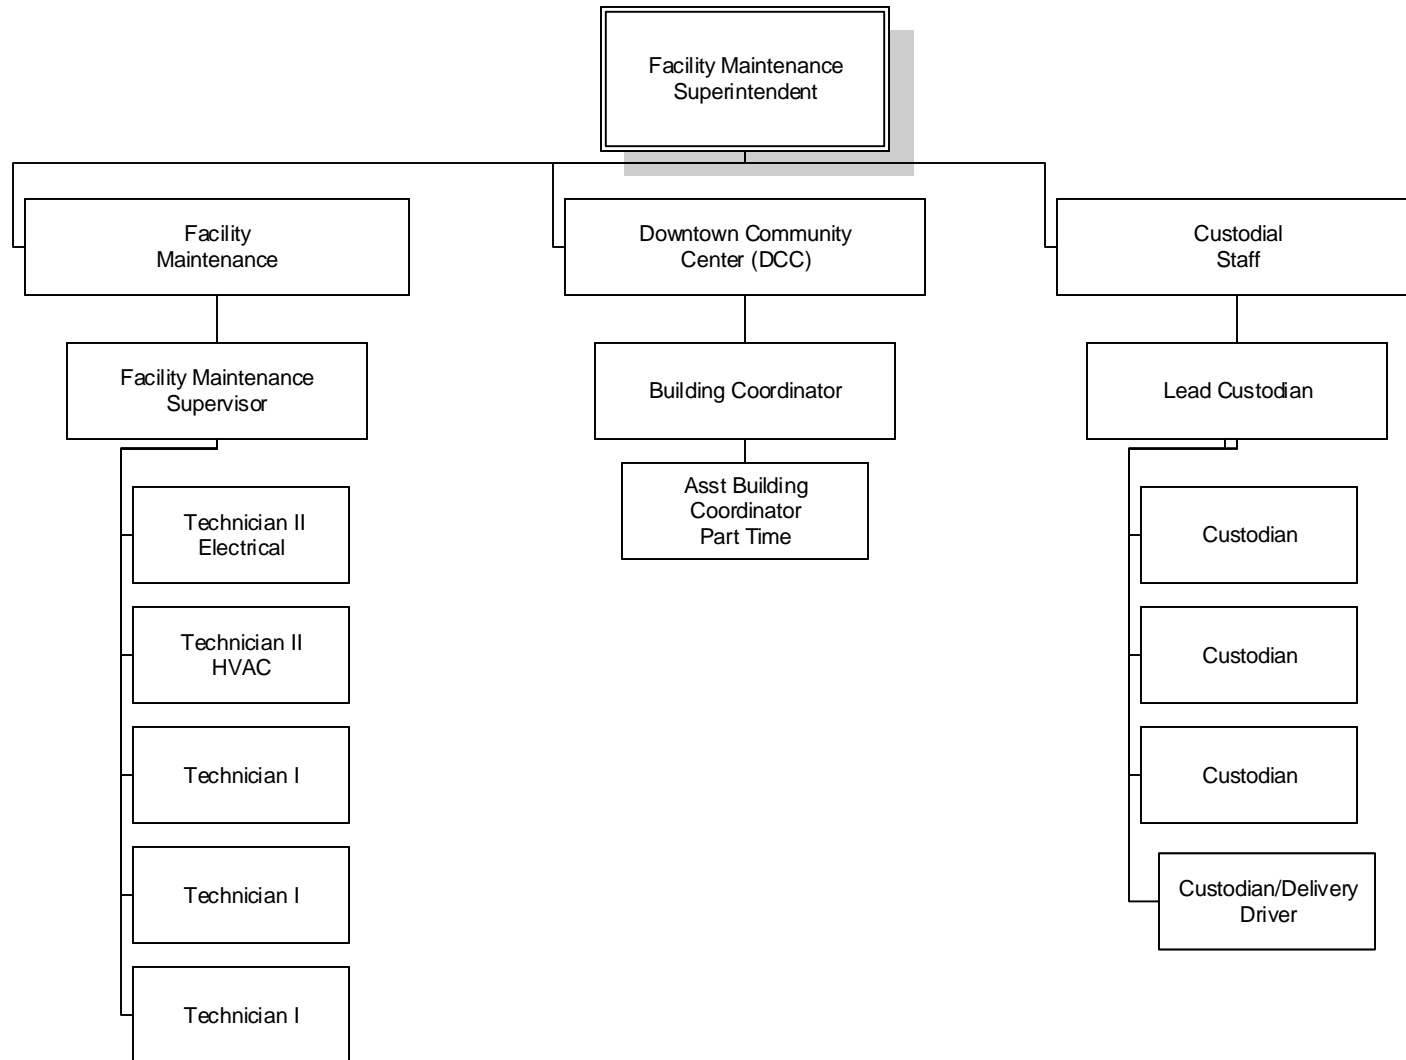 Facility Maintenance
Superintendent
Facility
Maintenance
Downtown Community
Center (DCC)
Custodial
Staff
Facility Maintenance
Supervisor
Building Coordinator
Lead Custodian
Asst Building
Coordinator
Part Time
Technician II
Electrical
Technician II
HVAC
Technician I
Technician I
Technician I
Custodian
Custodian
Custodian
Custodian/Delivery
Driver